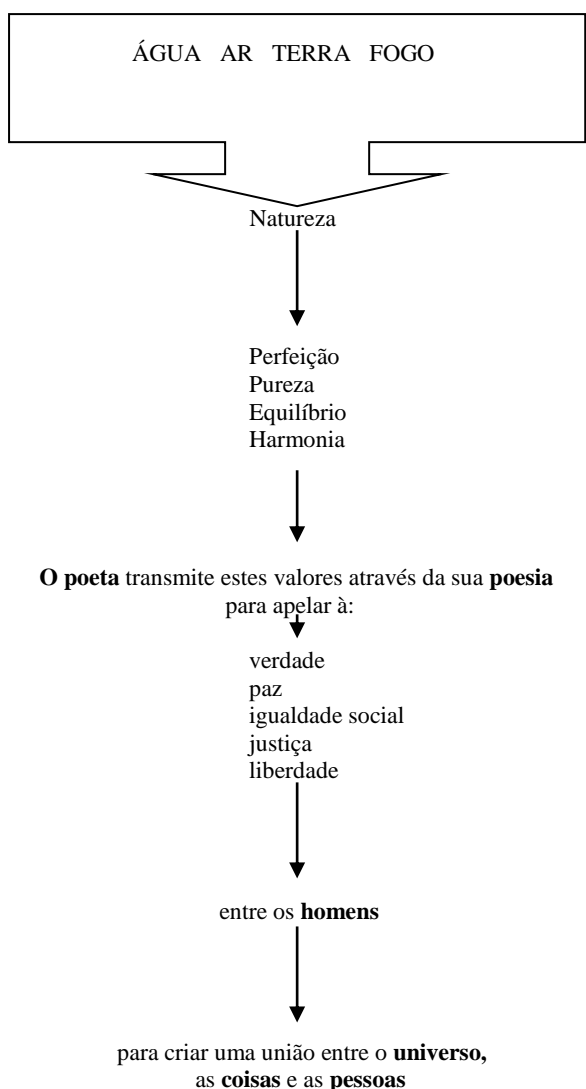 ÁGUA AR TERRA FOGO
Natureza
Perfeição
Pureza
Equilíbrio
Harmonia
O poeta transmite estes valores através da sua poesia
para apelar à:
verdade
paz
igualdade social
justiça
liberdade
entre os homens
para criar uma união entre o universo,
as coisas e as pessoas